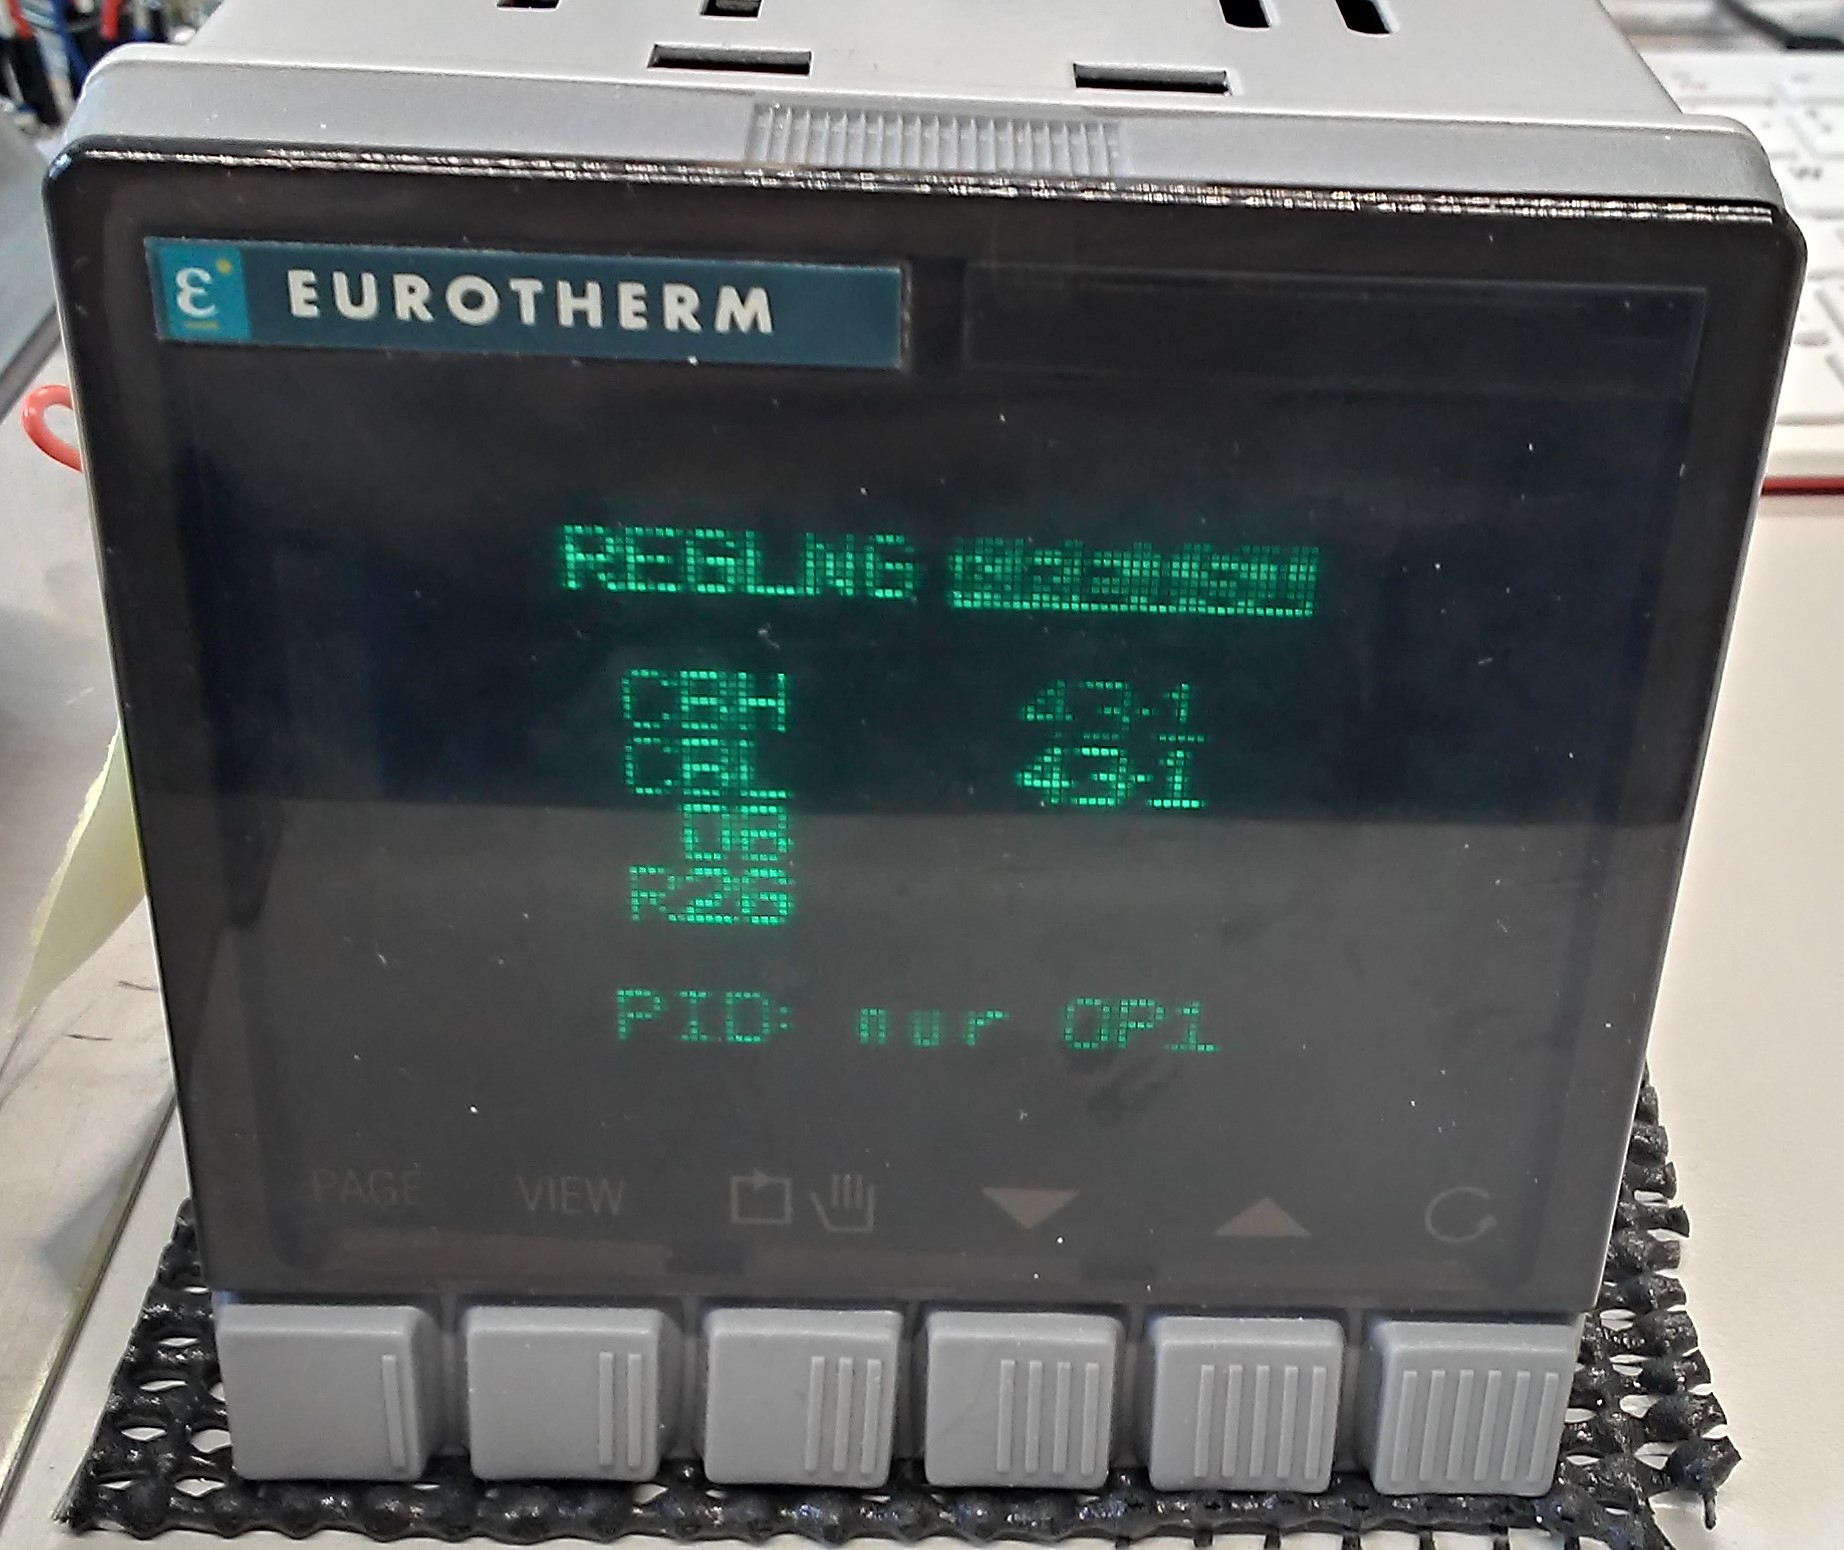 ε EUROTHERM
REGLNG
CBH 43.1
CBL 43.1
DB
R2G
PID: nur OP1
PAGE VIEW
W